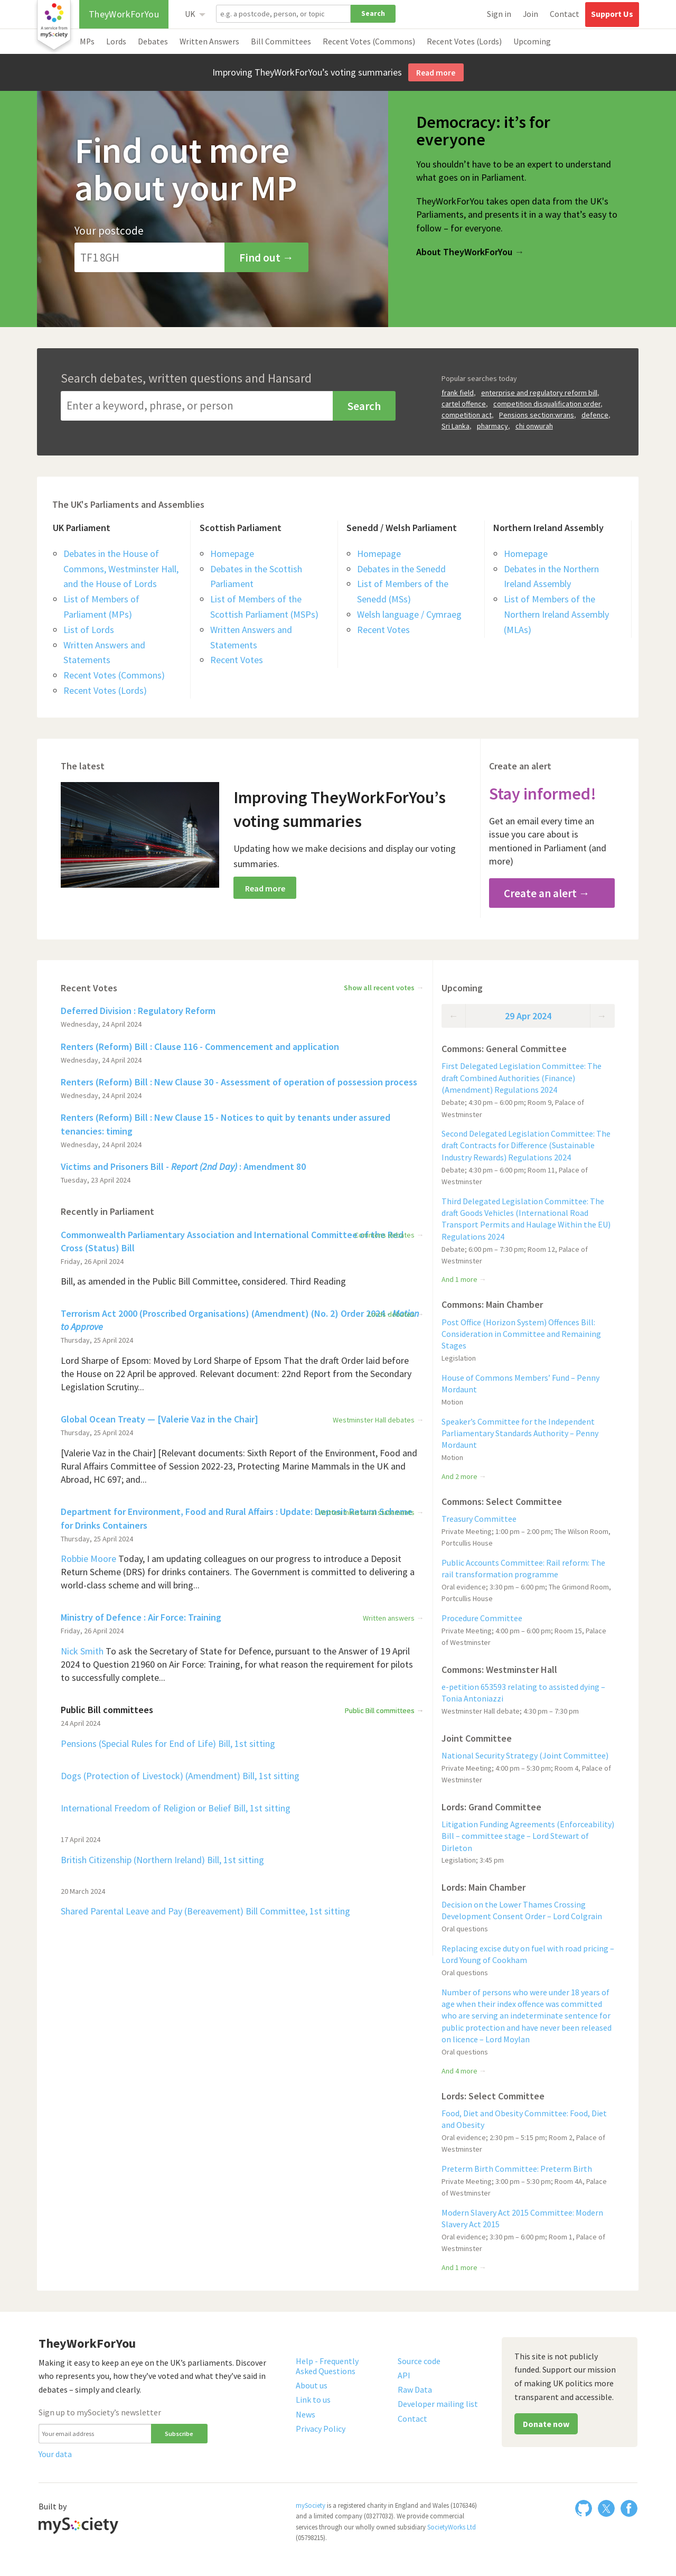 a service from
mySociety
TheyWorkForYou
UK
e.g. a postcode, person, or topic
Search
Sign in
Join
Contact
Support Us
MPs
Lords
Debates
Written Answers
Bill Committees
Recent Votes (Commons)
Recent Votes (Lords)
Upcoming
Improving TheyWorkForYou’s voting summaries
Read more
Find out more
about your MP
Your postcode
TF1 8GH
Find out →
Democracy: it’s for
everyone
You shouldn’t have to be an expert to understand
what goes on in Parliament.
TheyWorkForYou takes open data from the UK’s
Parliaments, and presents it in a way that’s easy to
follow – for everyone.
About TheyWorkForYou →
Search debates, written questions and Hansard
Enter a keyword, phrase, or person
Search
Popular searches today
frank field, enterprise and regulatory reform bill,
cartel offence, competition disqualification order,
competition act, Pensions section:wrans, defence,
Sri Lanka, pharmacy, chi onwurah
The UK's Parliaments and Assemblies
UK Parliament
Debates in the House of
Commons, Westminster Hall,
and the House of Lords
List of Members of
Parliament (MPs)
List of Lords
Written Answers and
Statements
Recent Votes (Commons)
Recent Votes (Lords)
Scottish Parliament
Homepage
Debates in the Scottish
Parliament
List of Members of the
Scottish Parliament (MSPs)
Written Answers and
Statements
Recent Votes
Senedd / Welsh Parliament
Homepage
Debates in the Senedd
List of Members of the
Senedd (MSs)
Welsh language / Cymraeg
Recent Votes
Northern Ireland Assembly
Homepage
Debates in the Northern
Ireland Assembly
List of Members of the
Northern Ireland Assembly
(MLAs)
The latest
Improving TheyWorkForYou’s
voting summaries
Updating how we make decisions and display our voting
summaries.
Read more
Create an alert
Stay informed!
Get an email every time an
issue you care about is
mentioned in Parliament (and
more)
Create an alert →
Recent Votes
Show all recent votes →
Deferred Division : Regulatory Reform
Wednesday, 24 April 2024
Renters (Reform) Bill : Clause 116 - Commencement and application
Wednesday, 24 April 2024
Renters (Reform) Bill : New Clause 30 - Assessment of operation of possession process
Wednesday, 24 April 2024
Renters (Reform) Bill : New Clause 15 - Notices to quit by tenants under assured
tenancies: timing
Wednesday, 24 April 2024
Victims and Prisoners Bill - Report (2nd Day) : Amendment 80
Tuesday, 23 April 2024
Recently in Parliament
Commonwealth Parliamentary Association and International Committee of the Red
Cross (Status) Bill
Friday, 26 April 2024
Bill, as amended in the Public Bill Committee, considered. Third Reading
Terrorism Act 2000 (Proscribed Organisations) (Amendment) (No. 2) Order 2024 - Motion
to Approve
Thursday, 25 April 2024
Lord Sharpe of Epsom: Moved by Lord Sharpe of Epsom That the draft Order laid before
the House on 22 April be approved. Relevant document: 22nd Report from the Secondary
Legislation Scrutiny...
Global Ocean Treaty — [Valerie Vaz in the Chair]
Westminster Hall debates →
Thursday, 25 April 2024
[Valerie Vaz in the Chair] [Relevant documents: Sixth Report of the Environment, Food and
Rural Affairs Committee of Session 2022-23, Protecting Marine Mammals in the UK and
Abroad, HC 697; and...
Department for Environment, Food and Rural Affairs : Update: Deposit Return Scheme
for Drinks Containers
Thursday, 25 April 2024
Robbie Moore Today, I am updating colleagues on our progress to introduce a Deposit
Return Scheme (DRS) for drinks containers. The Government is committed to delivering a
world-class scheme and will bring...
Ministry of Defence : Air Force: Training
Written answers →
Friday, 26 April 2024
Nick Smith To ask the Secretary of State for Defence, pursuant to the Answer of 19 April
2024 to Question 21960 on Air Force: Training, for what reason the requirement for pilots
to successfully complete...
Public Bill committees
Public Bill committees →
24 April 2024
Pensions (Special Rules for End of Life) Bill, 1st sitting
Dogs (Protection of Livestock) (Amendment) Bill, 1st sitting
International Freedom of Religion or Belief Bill, 1st sitting
17 April 2024
British Citizenship (Northern Ireland) Bill, 1st sitting
20 March 2024
Shared Parental Leave and Pay (Bereavement) Bill Committee, 1st sitting
Upcoming
← 29 Apr 2024 →
Commons: General Committee
First Delegated Legislation Committee: The
draft Combined Authorities (Finance)
(Amendment) Regulations 2024
Debate; 4:30 pm – 6:00 pm; Room 9, Palace of
Westminster
Second Delegated Legislation Committee: The
draft Contracts for Difference (Sustainable
Industry Rewards) Regulations 2024
Debate; 4:30 pm – 6:00 pm; Room 11, Palace of
Westminster
Third Delegated Legislation Committee: The
draft Goods Vehicles (International Road
Transport Permits and Haulage Within the EU)
Regulations 2024
Debate; 6:00 pm – 7:30 pm; Room 12, Palace of
Westminster
And 1 more →
Commons: Main Chamber
Post Office (Horizon System) Offences Bill:
Consideration in Committee and Remaining
Stages
Legislation
House of Commons Members’ Fund – Penny
Mordaunt
Motion
Speaker’s Committee for the Independent
Parliamentary Standards Authority – Penny
Mordaunt
Motion
And 2 more →
Commons: Select Committee
Treasury Committee
Private Meeting; 1:00 pm – 2:00 pm; The Wilson Room,
Portcullis House
Public Accounts Committee: Rail reform: The
rail transformation programme
Oral evidence; 3:30 pm – 6:00 pm; The Grimond Room,
Portcullis House
Procedure Committee
Private Meeting; 4:00 pm – 6:00 pm; Room 15, Palace
of Westminster
Commons: Westminster Hall
e-petition 653593 relating to assisted dying –
Tonia Antoniazzi
Westminster Hall debate; 4:30 pm – 7:30 pm
Joint Committee
National Security Strategy (Joint Committee)
Private Meeting; 4:00 pm – 5:30 pm; Room 4, Palace of
Westminster
Lords: Grand Committee
Litigation Funding Agreements (Enforceability)
Bill – committee stage – Lord Stewart of
Dirleton
Legislation; 3:45 pm
Lords: Main Chamber
Decision on the Lower Thames Crossing
Development Consent Order – Lord Colgrain
Oral questions
Replacing excise duty on fuel with road pricing –
Lord Young of Cookham
Oral questions
Number of persons who were under 18 years of
age when their index offence was committed
who are serving an indeterminate sentence for
public protection and have never been released
on licence – Lord Moylan
Oral questions
And 4 more →
Lords: Select Committee
Food, Diet and Obesity Committee: Food, Diet
and Obesity
Oral evidence; 2:30 pm – 5:15 pm; Room 2, Palace of
Westminster
Preterm Birth Committee: Preterm Birth
Private Meeting; 3:00 pm – 5:30 pm; Room 4A, Palace
of Westminster
Modern Slavery Act 2015 Committee: Modern
Slavery Act 2015
Oral evidence; 3:30 pm – 6:00 pm; Room 1, Palace of
Westminster
And 1 more →
TheyWorkForYou
Making it easy to keep an eye on the UK’s parliaments. Discover
who represents you, how they’ve voted and what they’ve said in
debates – simply and clearly.
Sign up to mySociety’s newsletter
Your email address
Subscribe
Your data
Help - Frequently
Asked Questions
About us
Link to us
News
Privacy Policy
Source code
API
Raw Data
Developer mailing list
Contact
This site is not publicly
funded. Support our mission
of making UK politics more
transparent and accessible.
Donate now
Built by
mySociety
mySociety is a registered charity in England and Wales (1076346)
and a limited company (03277032). We provide commercial
services through our wholly owned subsidiary SocietyWorks Ltd
(05798215).